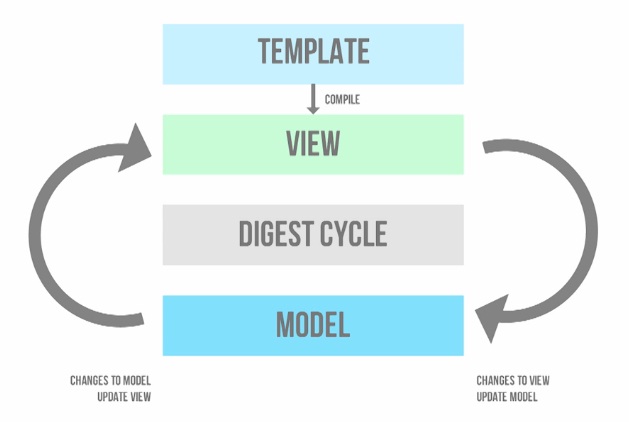 TEMPLATE
COMPILE
VIEW
DIGEST CYCLE
MODEL
CHANGES TO MODEL
UPDATE VIEW
CHANGES TO VIEW
UPDATE MODEL